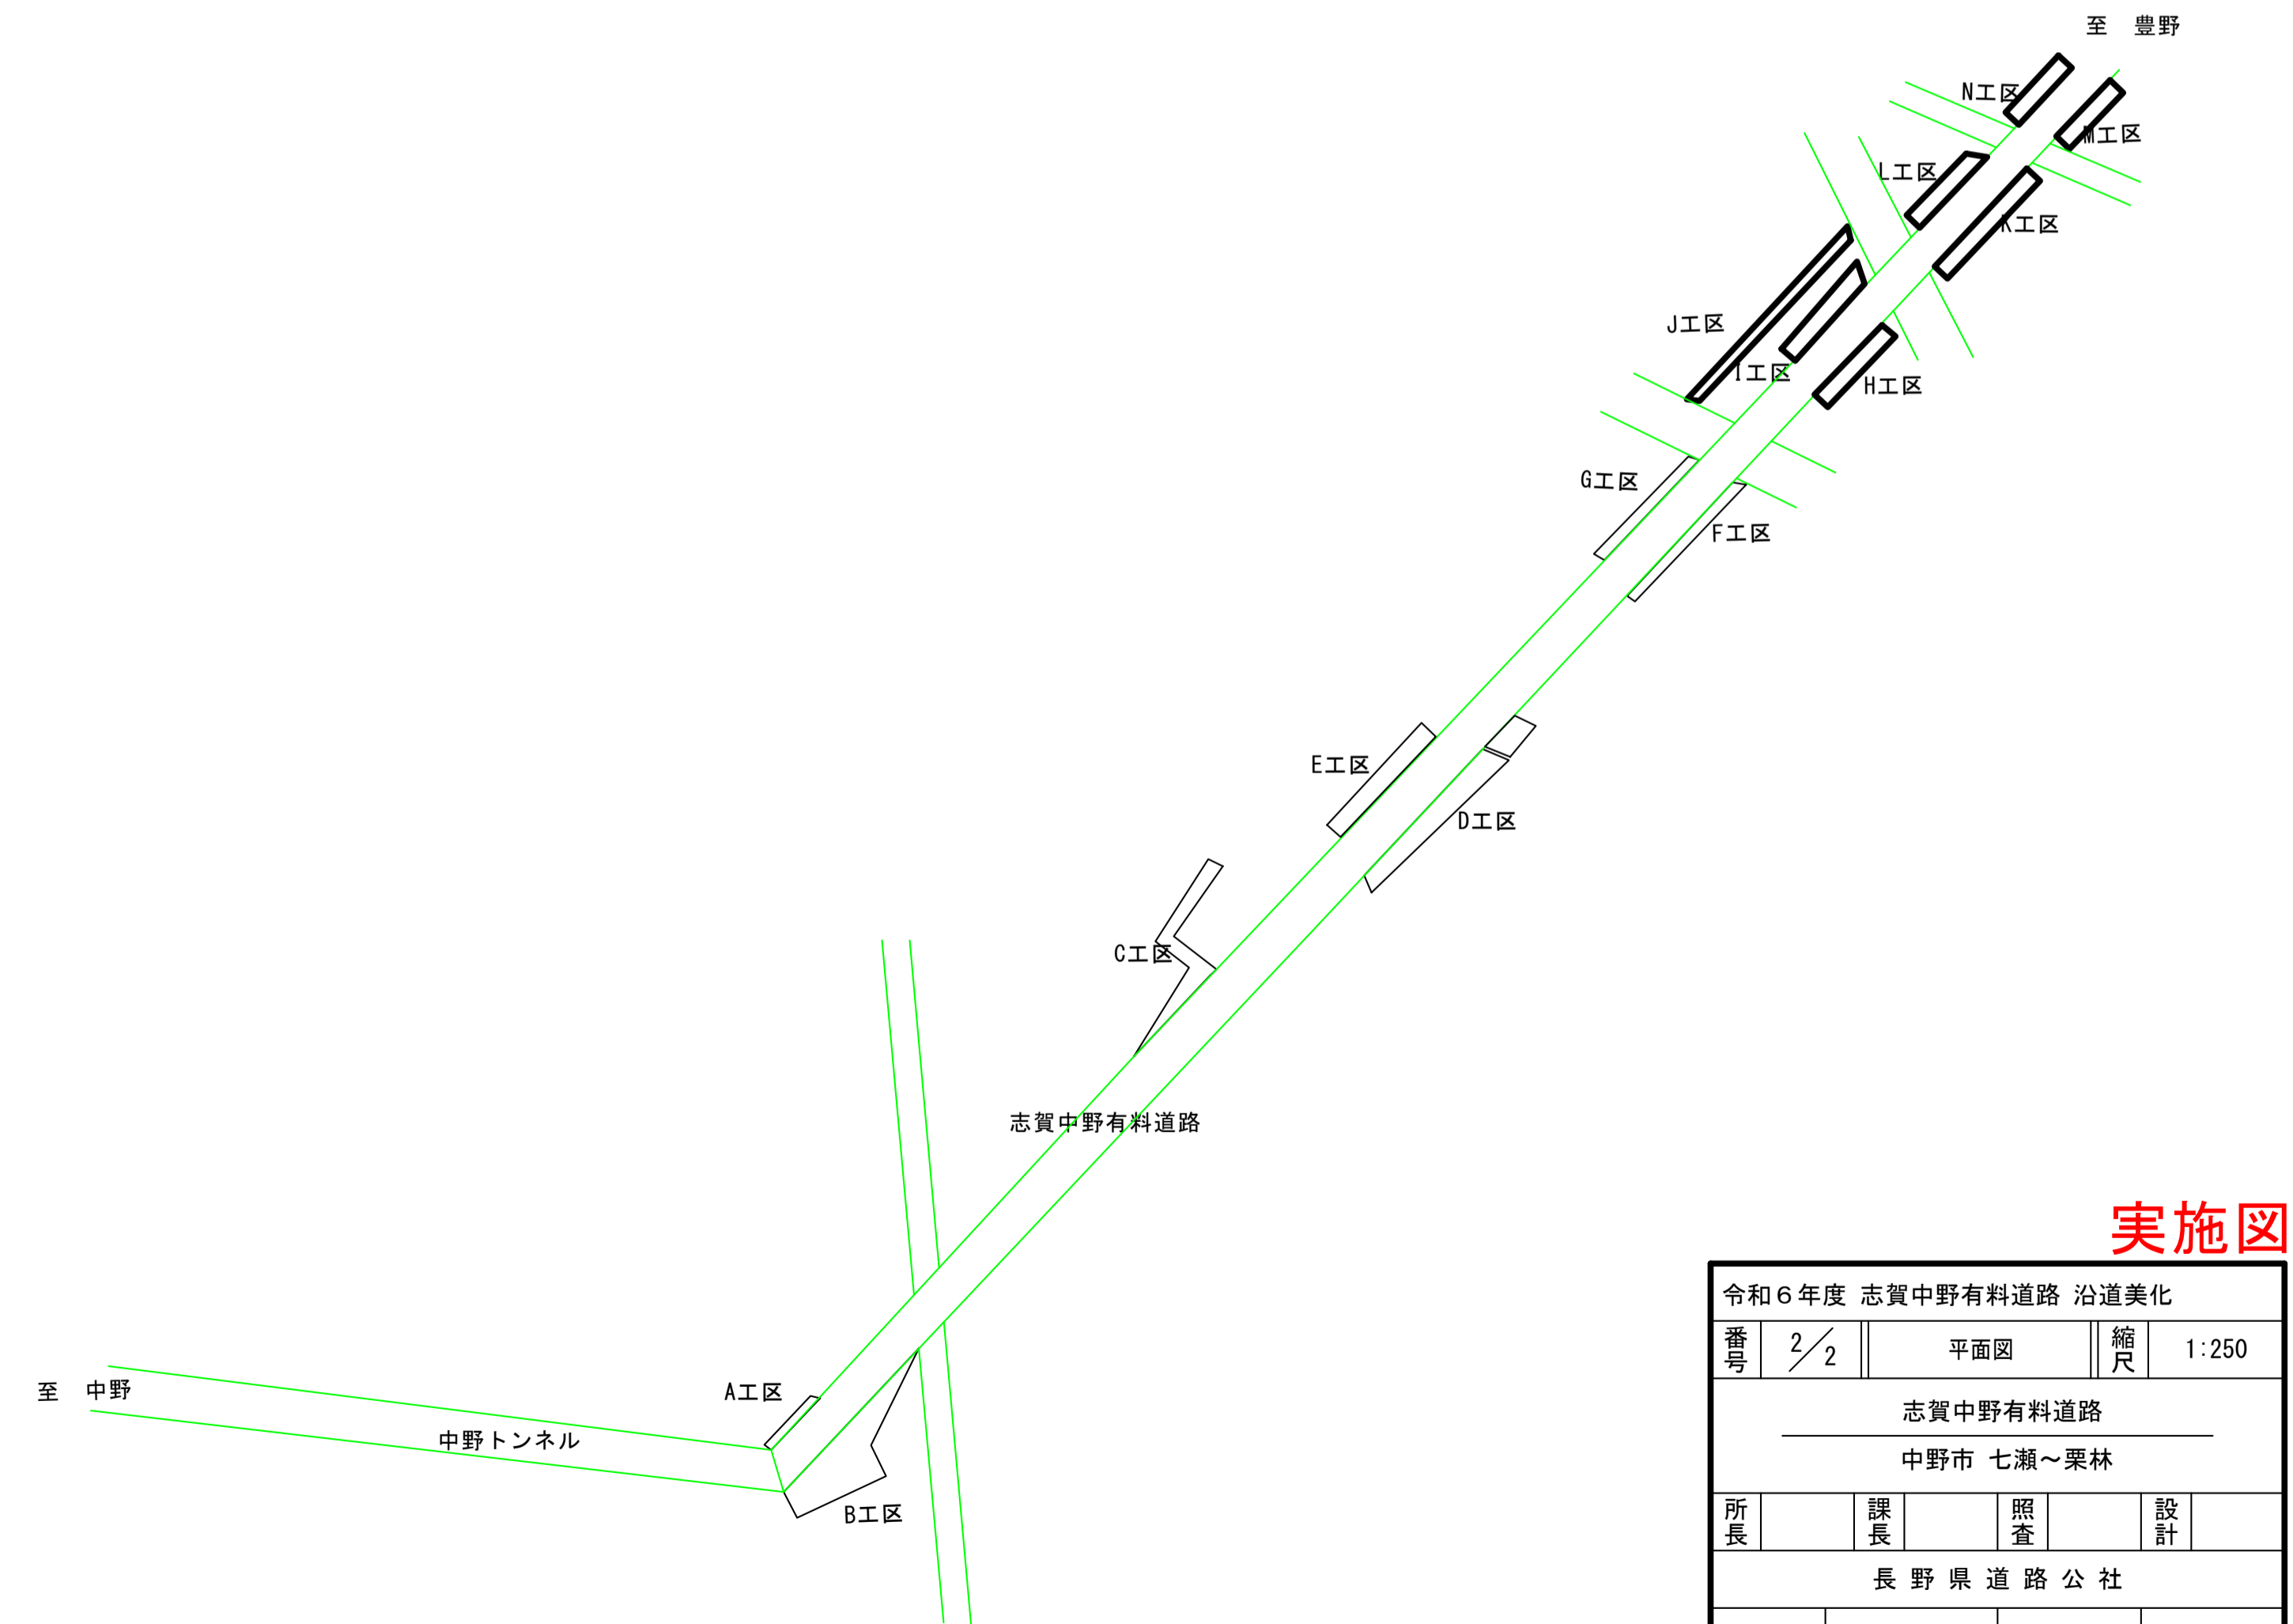 至　豊野
N工区
M工区
L工区
K工区
J工区
I工区
H工区
G工区
F工区
E工区
D工区
C工区
志賀中野有料道路
A工区
至　中野
中野トンネル
B工区
実施図
令和６年度 志賀中野有料道路 沿道美化
番号 2/2 平面図 縮尺 1:250
志賀中野有料道路
中野市 七瀬～栗林
所長 課長 照査 設計
長野県道路公社